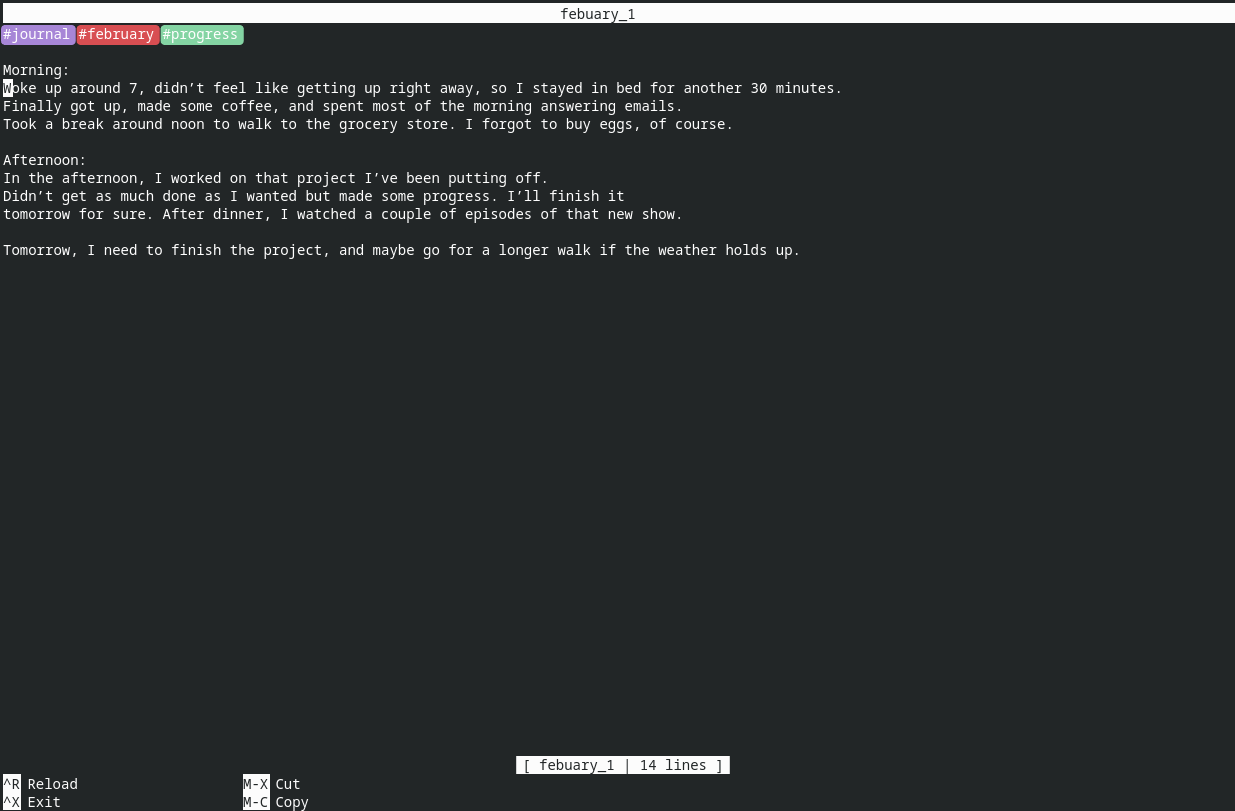 febuary_1
#journal #february #progress
Morning:
Woke up around 7, didn’t feel like getting up right away, so I stayed in bed for another 30 minutes.
Finally got up, made some coffee, and spent most of the morning answering emails.
Took a break around noon to walk to the grocery store. I forgot to buy eggs, of course.
Afternoon:
In the afternoon, I worked on that project I’ve been putting off.
Didn’t get as much done as I wanted but made some progress. I’ll finish it
tomorrow for sure. After dinner, I watched a couple of episodes of that new show.
Tomorrow, I need to finish the project, and maybe go for a longer walk if the weather holds up.
[ febuary_1 | 14 lines ]
^R Reload M-X Cut
^X Exit M-C Copy